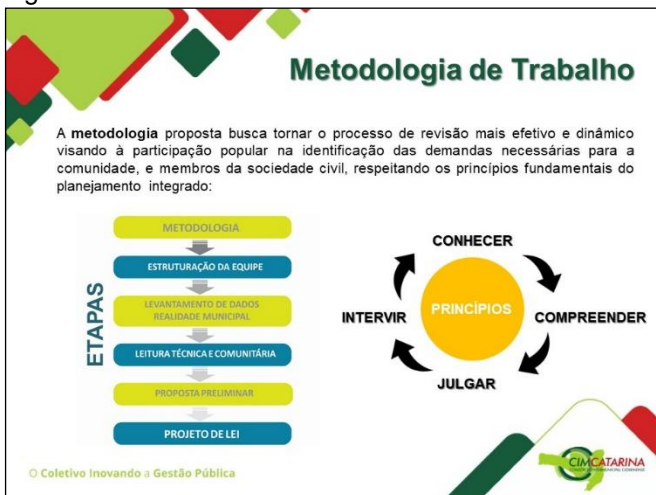 Metodologia de Trabalho
A metodologia proposta busca tornar o processo de revisão mais efetivo e dinâmico
visando à participação popular na identificação das demandas necessárias para a
comunidade, e membros da sociedade civil, respeitando os princípios fundamentais do
planejamento integrado:
ETAPAS
METODOLOGIA
ESTRUTURAÇÃO DA EQUIPE
LEVANTAMENTO DE DADOS
REALIDADE MUNICIPAL
LEITURA TÉCNICA E COMUNITÁRIA
PROPOSTA PRELIMINAR
PROJETO DE LEI
CONHECER
COMPREENDER
JULGAR
INTERVIR
PRINCÍPIOS
O Coletivo Inovando a Gestão Pública
CIMCATARINA